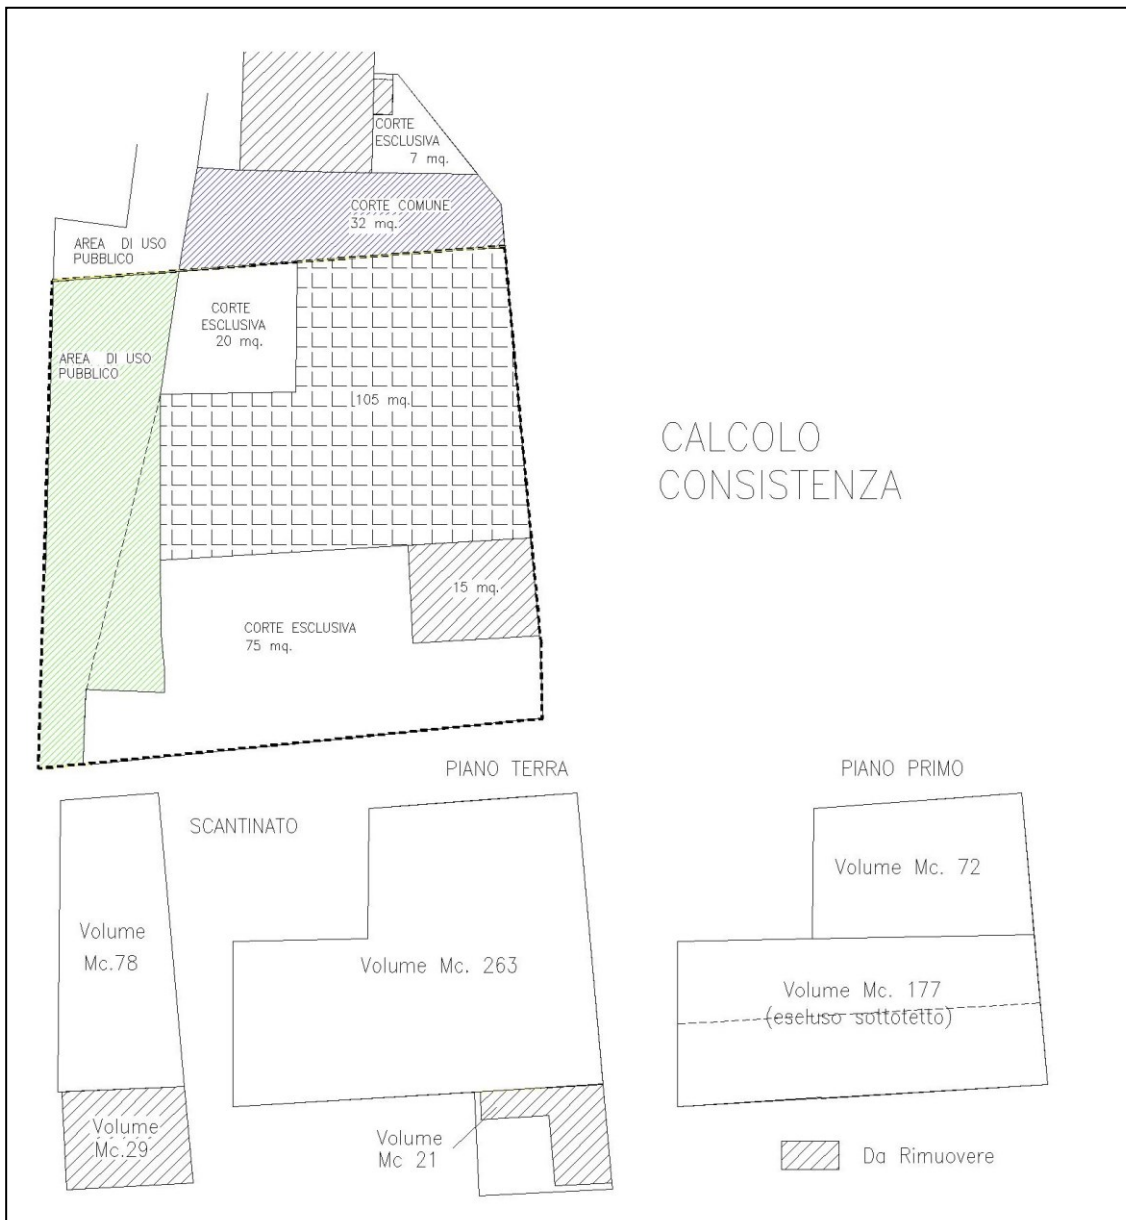 CORTE
ESCLUSIVA
7 mq.
CORTE COMUNE
32 mq.
AREA DI USO
PUBBLICO
CORTE
ESCLUSIVA
20 mq.
AREA DI USO
PUBBLICO
105 mq.
CALCOLO
CONSISTENZA
15 mq.
CORTE ESCLUSIVA
75 mq.
PIANO TERRA
PIANO PRIMO
SCANTINATO
Volume Mc. 72
Volume
Mc.78
Volume Mc. 263
Volume Mc. 177
(escluso sottotetto)
Volume
Mc.29
Volume
Mc 21
Da Rimuovere